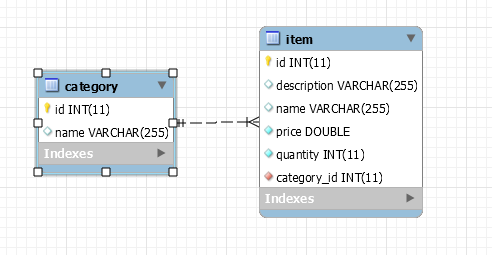 category
id INT(11)
name VARCHAR(255)
Indexes
item
id INT(11)
description VARCHAR(255)
name VARCHAR(255)
price DOUBLE
quantity INT(11)
category_id INT(11)
Indexes